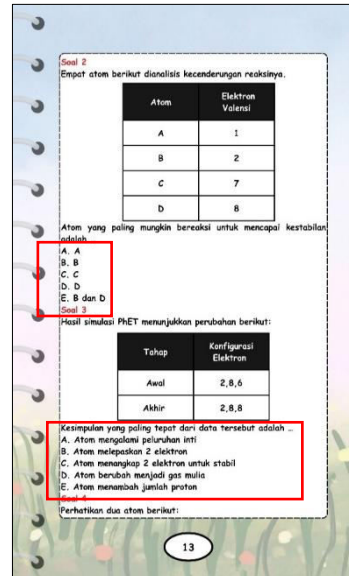 Soal 2
Empat atom berikut dianalisis kecenderungan reaksinya.
Atom Elektron Valensi
A 1
B 2
C 7
D 8
Atom yang paling mungkin bereaksi untuk mencapai kestabilan
adalah
A. A
B. B
C. C
D. D
E. B dan D
Soal 3
Hasil simulasi PhET menunjukkan perubahan berikut:
Tahap Konfigurasi Elektron
Awal 2,8,6
Akhir 2,8,8
Kesimpulan yang paling tepat dari data tersebut adalah ...
A. Atom mengalami peluruhan inti
B. Atom melepaskan 2 elektron
C. Atom menangkap 2 elektron untuk stabil
D. Atom berubah menjadi gas mulia
E. Atom menambah jumlah proton
Soal 4
Perhatikan dua atom berikut:
13